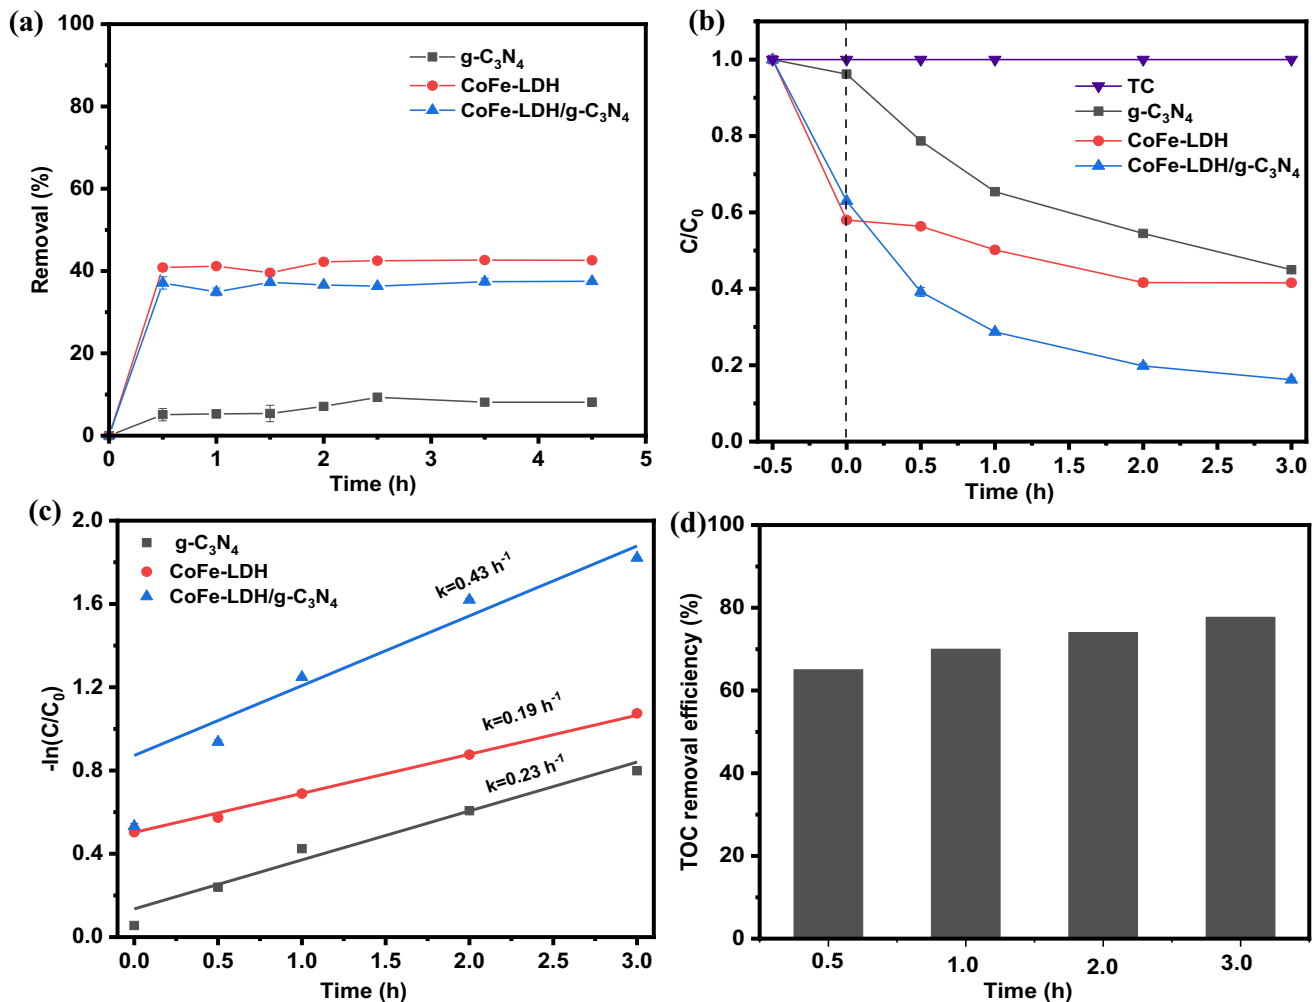 (a)
100
80
60
40
20
0
Removal (%)
g-C₃N₄
CoFe-LDH
CoFe-LDH/g-C₃N₄
0 1 2 3 4 5
Time (h)
(b)
1.0
0.8
0.6
0.4
0.2
0.0
C/C₀
TC
g-C₃N₄
CoFe-LDH
CoFe-LDH/g-C₃N₄
-0.5 0.0 0.5 1.0 1.5 2.0 2.5 3.0
Time (h)
(c)
2.0
1.6
1.2
0.8
0.4
0.0
-ln(C/C₀)
g-C₃N₄
CoFe-LDH
CoFe-LDH/g-C₃N₄
k=0.43 h⁻¹
k=0.19 h⁻¹
k=0.23 h⁻¹
0.0 0.5 1.0 1.5 2.0 2.5 3.0
Time (h)
(d)
100
80
60
40
20
0
TOC removal efficiency (%)
0.5 1.0 2.0 3.0
Time (h)